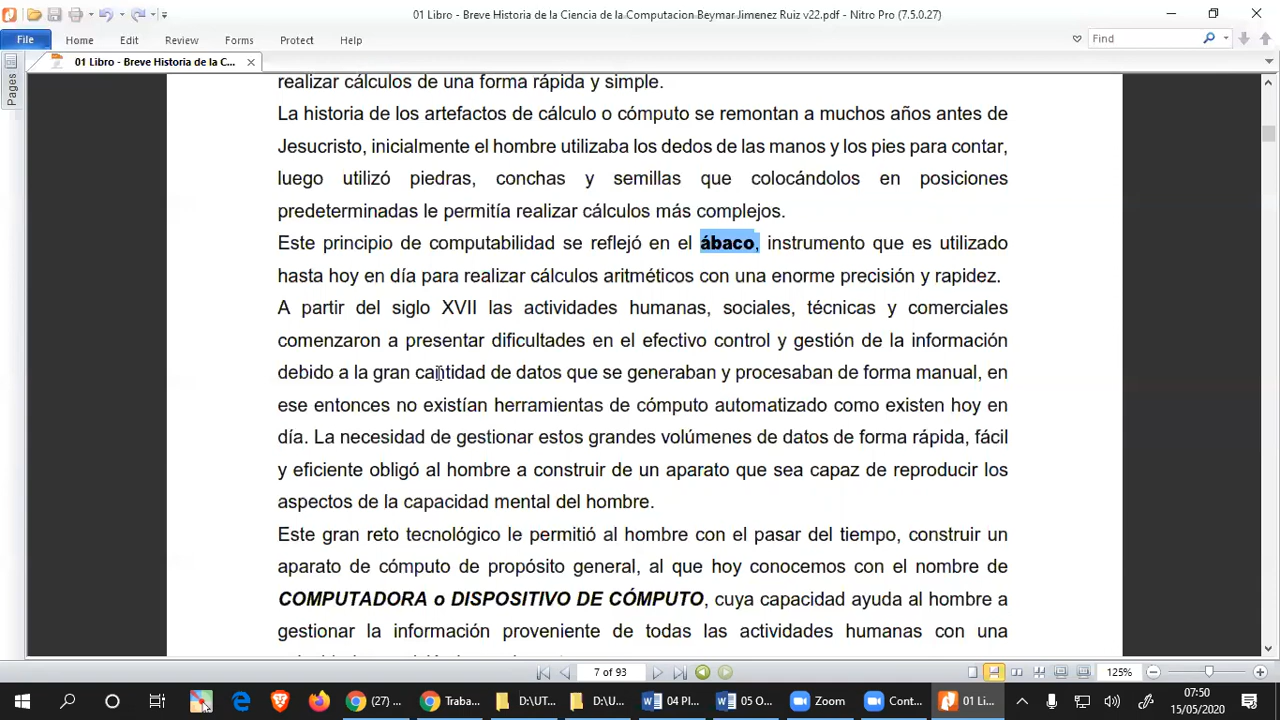 01 Libro - Breve Historia de la Ciencia de la Computacion Beymar Jimenez Ruiz v22.pdf - Nitro Pro (7.5.0.27)
File Home Edit Review Forms Protect Help Find
01 Libro - Breve Historia de la C...
Pages
realizar cálculos de una forma rápida y simple.
La historia de los artefactos de cálculo o cómputo se remontan a muchos años antes de
Jesucristo, inicialmente el hombre utilizaba los dedos de las manos y los pies para contar,
luego utilizó piedras, conchas y semillas que colocándolos en posiciones
predeterminadas le permitía realizar cálculos más complejos.
Este principio de computabilidad se reflejó en el ábaco, instrumento que es utilizado
hasta hoy en día para realizar cálculos aritméticos con una enorme precisión y rapidez.
A partir del siglo XVII las actividades humanas, sociales, técnicas y comerciales
comenzaron a presentar dificultades en el efectivo control y gestión de la información
debido a la gran cantidad de datos que se generaban y procesaban de forma manual, en
ese entonces no existían herramientas de cómputo automatizado como existen hoy en
día. La necesidad de gestionar estos grandes volúmenes de datos de forma rápida, fácil
y eficiente obligó al hombre a construir de un aparato que sea capaz de reproducir los
aspectos de la capacidad mental del hombre.
Este gran reto tecnológico le permitió al hombre con el pasar del tiempo, construir un
aparato de cómputo de propósito general, al que hoy conocemos con el nombre de
COMPUTADORA o DISPOSITIVO DE CÓMPUTO, cuya capacidad ayuda al hombre a
gestionar la información proveniente de todas las actividades humanas con una
7 of 93 125%
(27) ... Traba... D:\UT... D:\U... 04 Pl... 05 O... Zoom Cont... 01 Li... 07:50
15/05/2020